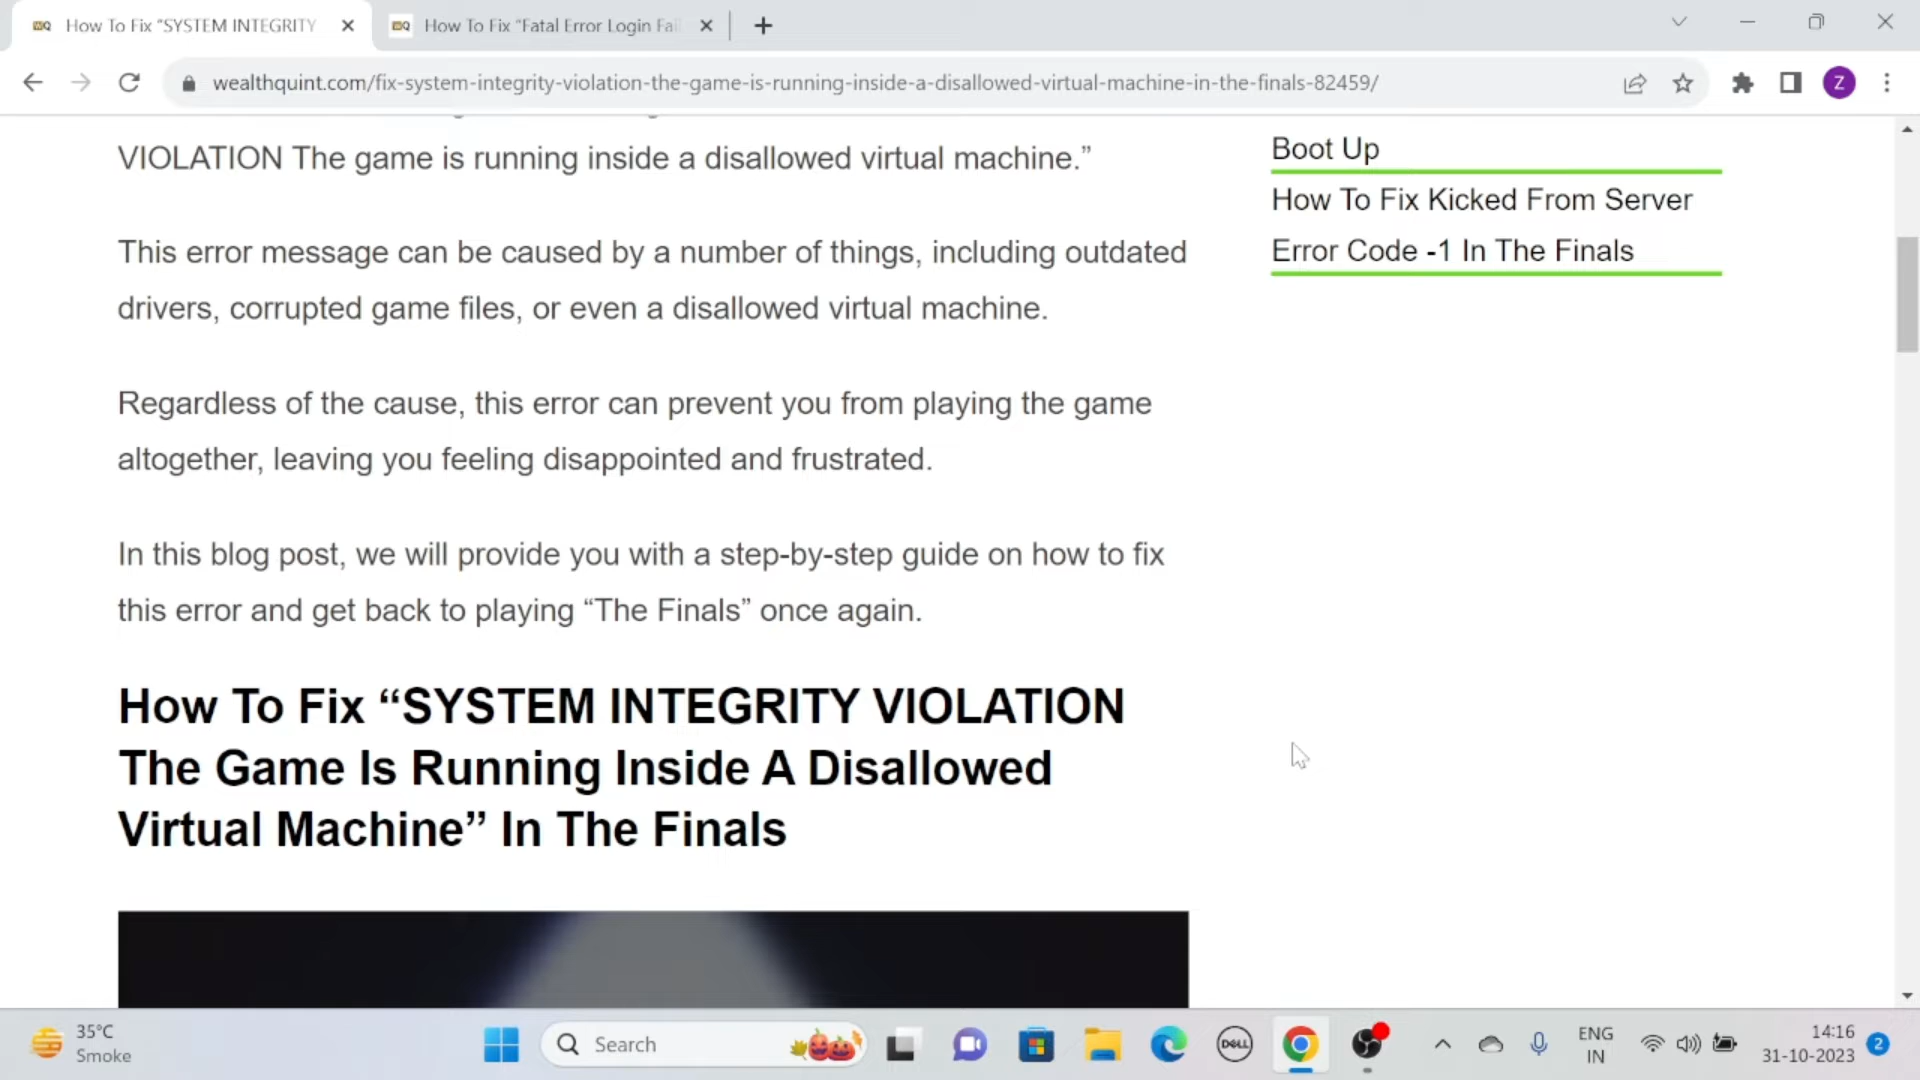 How To Fix “SYSTEM INTEGRITY
How To Fix “Fatal Error Login Fai
wealthquint.com/fix-system-integrity-violation-the-game-is-running-inside-a-disallowed-virtual-machine-in-the-finals-82459/
Z
VIOLATION The game is running inside a disallowed virtual machine.”
This error message can be caused by a number of things, including outdated
drivers, corrupted game files, or even a disallowed virtual machine.
Regardless of the cause, this error can prevent you from playing the game
altogether, leaving you feeling disappointed and frustrated.
In this blog post, we will provide you with a step-by-step guide on how to fix
this error and get back to playing “The Finals” once again.
How To Fix “SYSTEM INTEGRITY VIOLATION
The Game Is Running Inside A Disallowed
Virtual Machine” In The Finals
Boot Up
How To Fix Kicked From Server
Error Code -1 In The Finals
35°C
Smoke
Search
DELL
ENG
IN
14:16
31-10-2023
2